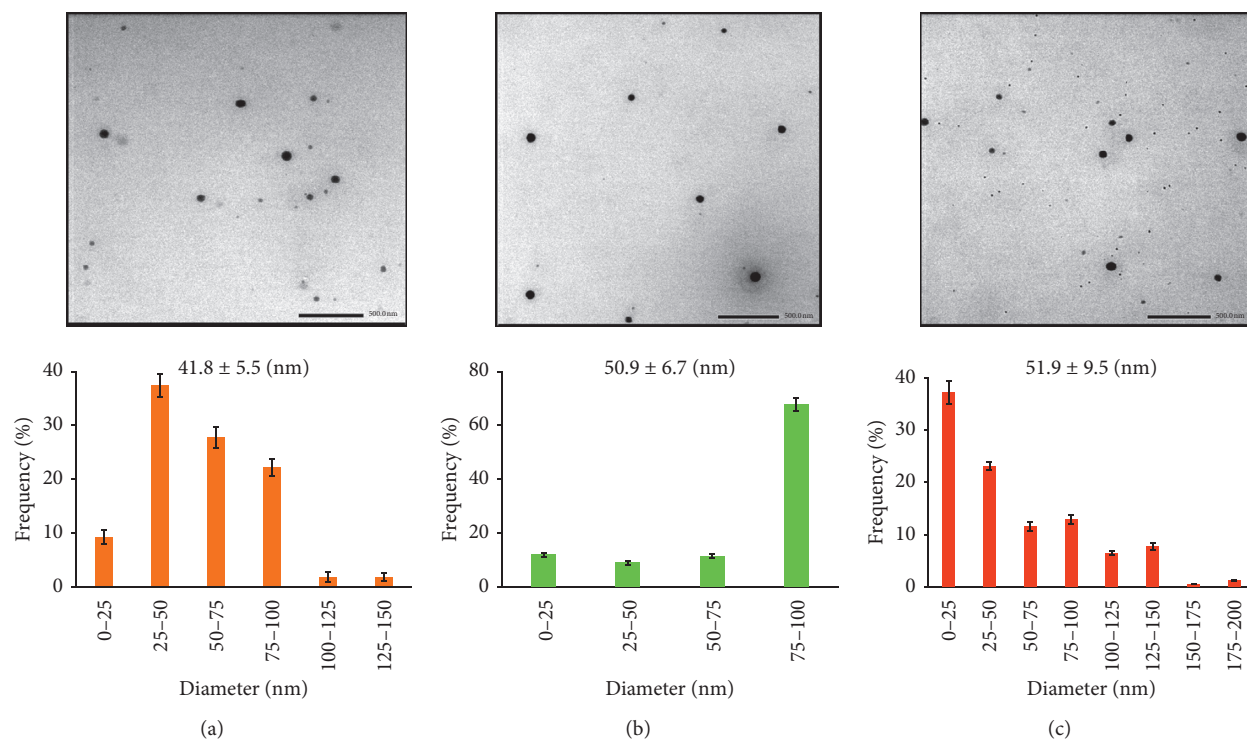 500.0 nm
500.0 nm
500.0 nm
41.8 ± 5.5 (nm)
Frequency (%)
40
30
20
10
0
0–25
25–50
50–75
75–100
100–125
125–150
Diameter (nm)
(a)
50.9 ± 6.7 (nm)
Frequency (%)
80
60
40
20
0
0–25
25–50
50–75
75–100
Diameter (nm)
(b)
51.9 ± 9.5 (nm)
Frequency (%)
40
30
20
10
0
0–25
25–50
50–75
75–100
100–125
125–150
150–175
175–200
Diameter (nm)
(c)